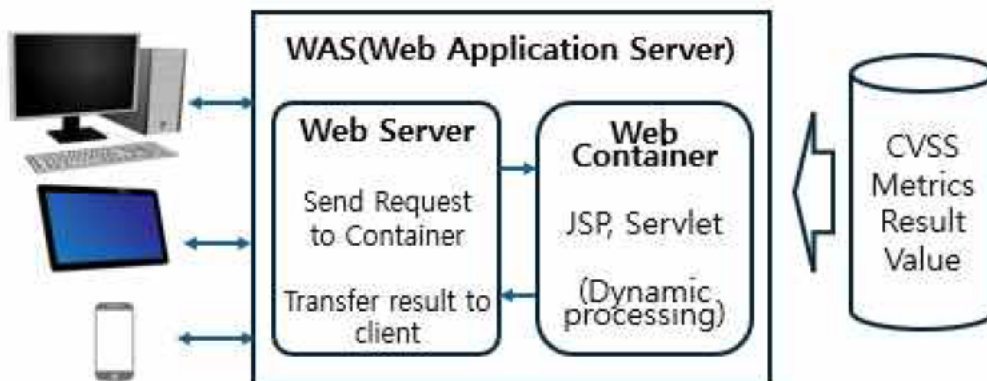 WAS(Web Application Server)
Web Server
Send Request
to Container
Transfer result to
client
Web
Container
JSP, Servlet
(Dynamic
processing)
CVSS
Metrics
Result
Value